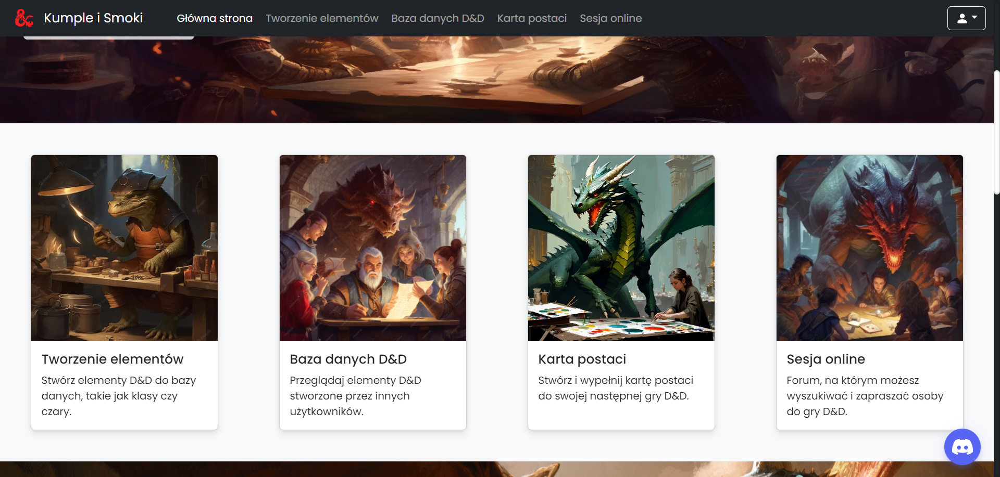 Kumple i Smoki
Główna strona
Tworzenie elementów
Baza danych D&D
Karta postaci
Sesja online
Tworzenie elementów
Stwórz elementy D&D do bazy
danych, takie jak klasy czy
czary.
Baza danych D&D
Przeglądaj elementy D&D
stworzone przez innych
użytkowników.
Karta postaci
Stwórz i wypełnij kartę postaci
do swojej następnej gry D&D.
Sesja online
Forum, na którym możesz
wyszukiwać i zapraszać osoby
do gry D&D.